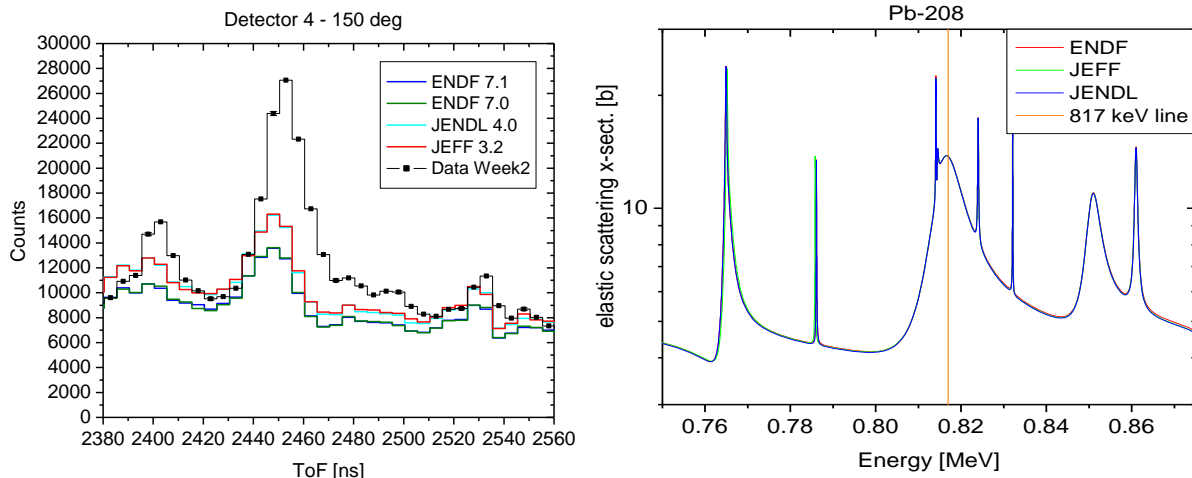 Detector 4 - 150 deg
30000
28000
26000
24000
22000
20000
18000
16000
14000
12000
10000
8000
6000
4000
2000
0
Counts
ENDF 7.1
ENDF 7.0
JENDL 4.0
JEFF 3.2
Data Week2
2380 2400 2420 2440 2460 2480 2500 2520 2540 2560
ToF [ns]
Pb-208
elastic scattering x-sect. [b]
10
ENDF
JEFF
JENDL
817 keV line
0.76 0.78 0.80 0.82 0.84 0.86
Energy [MeV]